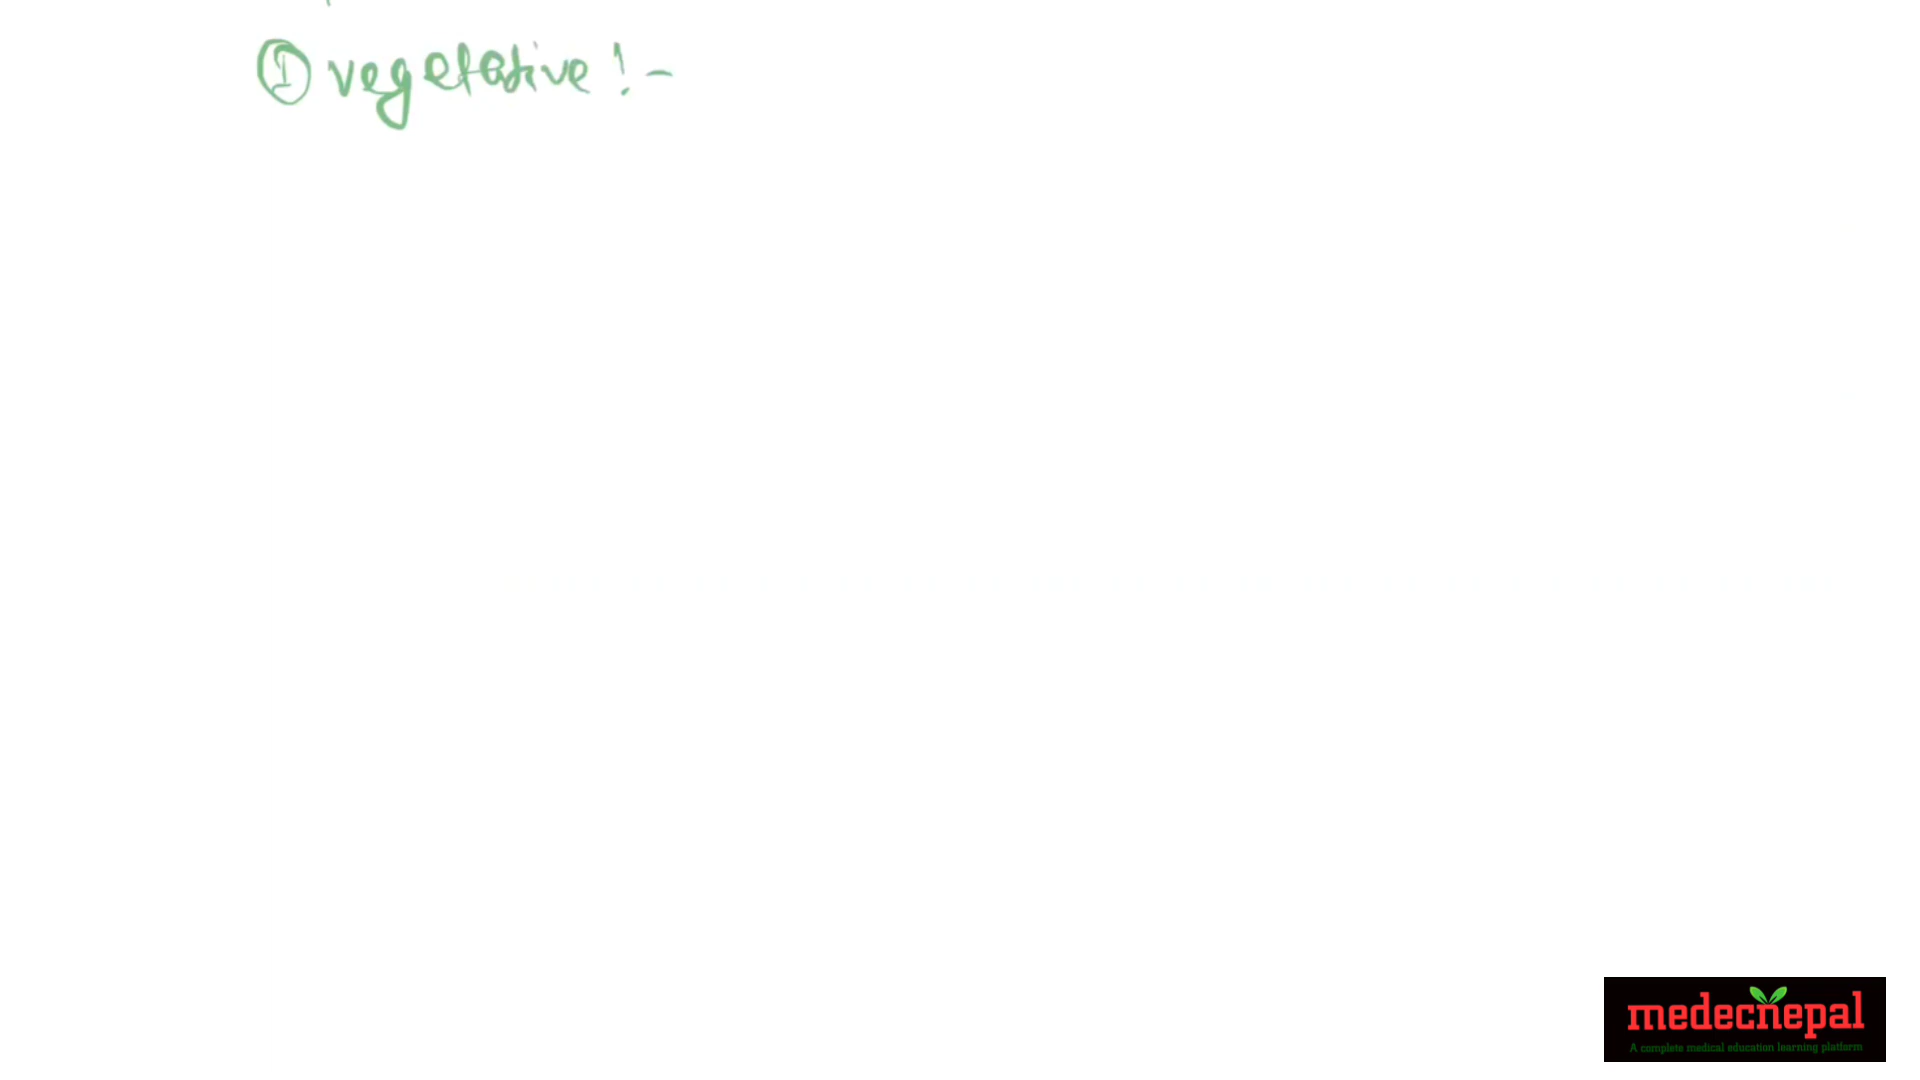 ① vegetative :-
medecnepal
A complete medical education learning platform